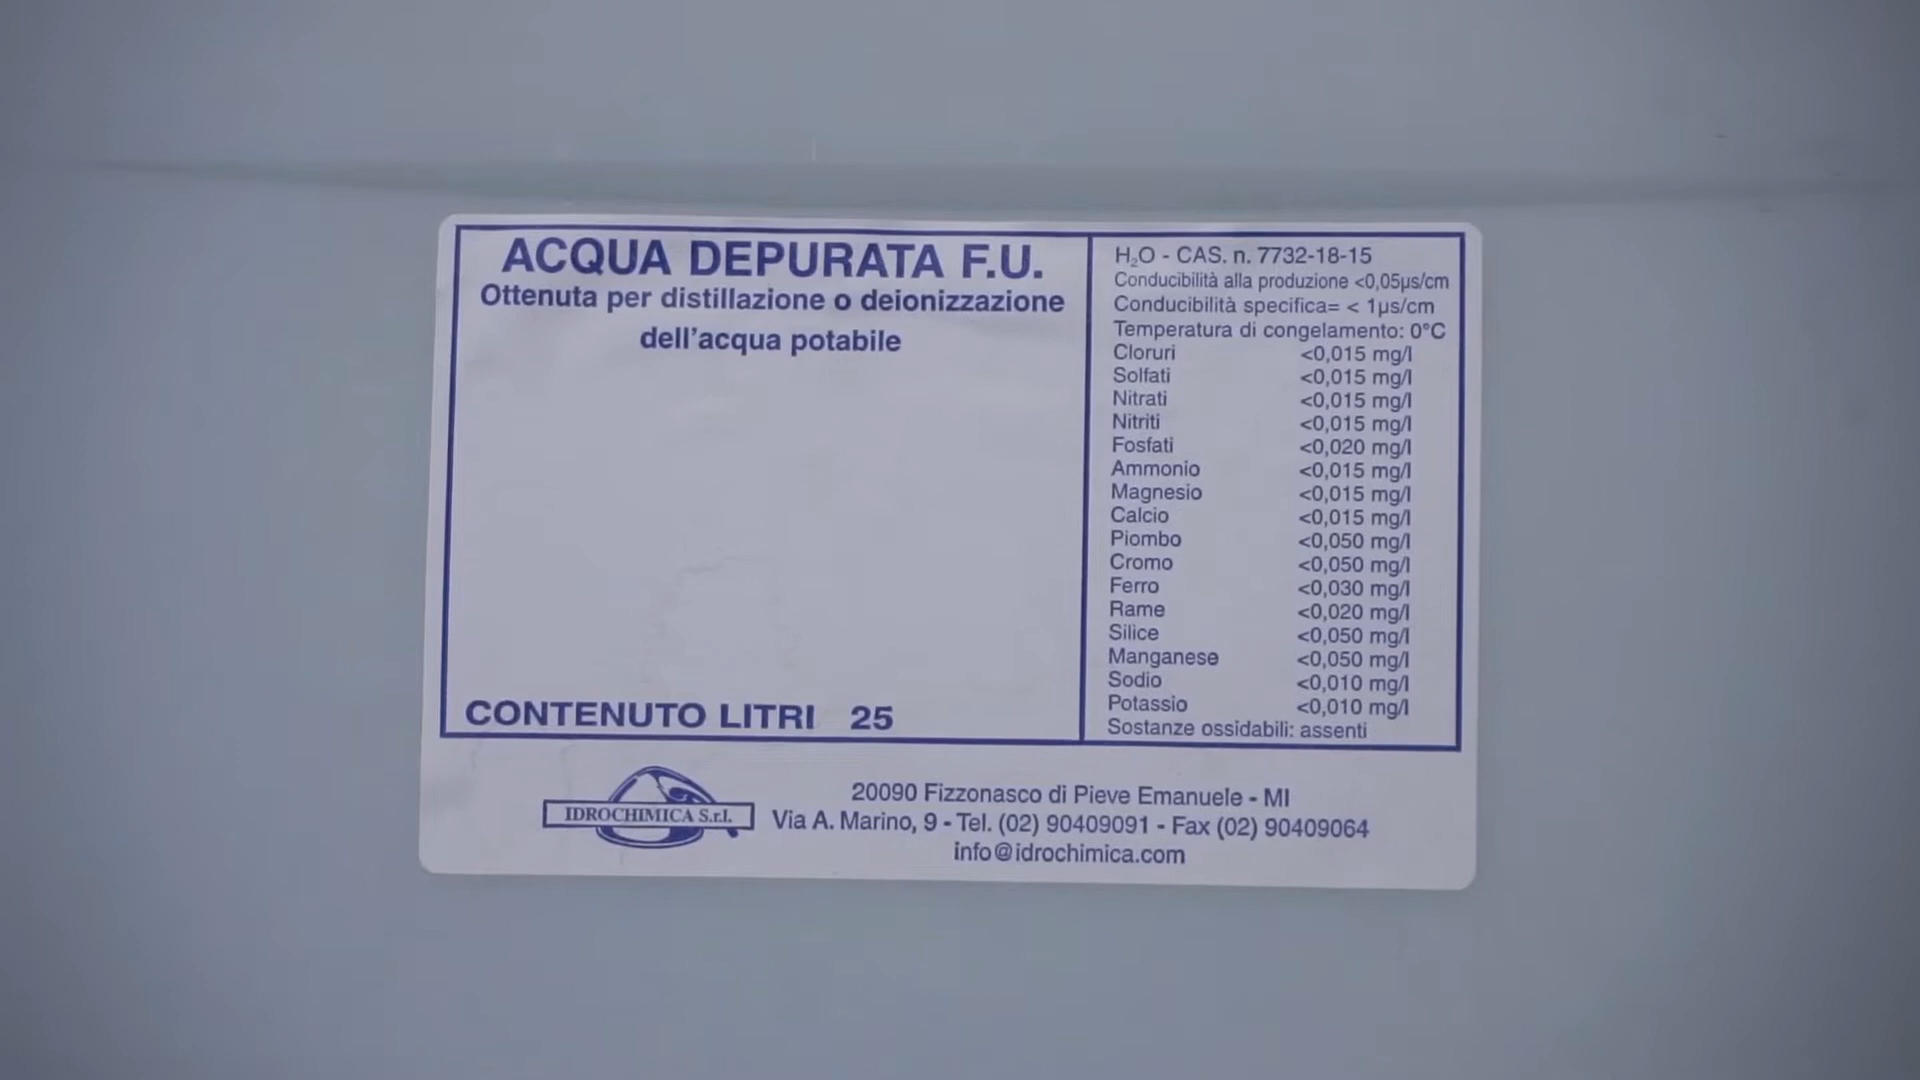 ACQUA DEPURATA F.U.
Ottenuta per distillazione o deionizzazione
dell'acqua potabile
CONTENUTO LITRI 25
H₂O - CAS. n. 7732-18-15
Conducibilità alla produzione <0,05µs/cm
Conducibilità specifica= < 1µs/cm
Temperatura di congelamento: 0°C
Cloruri <0,015 mg/l
Solfati <0,015 mg/l
Nitrati <0,015 mg/l
Nitriti <0,015 mg/l
Fosfati <0,020 mg/l
Ammonio <0,015 mg/l
Magnesio <0,015 mg/l
Calcio <0,015 mg/l
Piombo <0,050 mg/l
Cromo <0,050 mg/l
Ferro <0,030 mg/l
Rame <0,020 mg/l
Silice <0,050 mg/l
Manganese <0,050 mg/l
Sodio <0,010 mg/l
Potassio <0,010 mg/l
Sostanze ossidabili: assenti
IDROCHIMICA S.r.l.
20090 Fizzonasco di Pieve Emanuele - MI
Via A. Marino, 9 - Tel. (02) 90409091 - Fax (02) 90409064
info@idrochimica.com